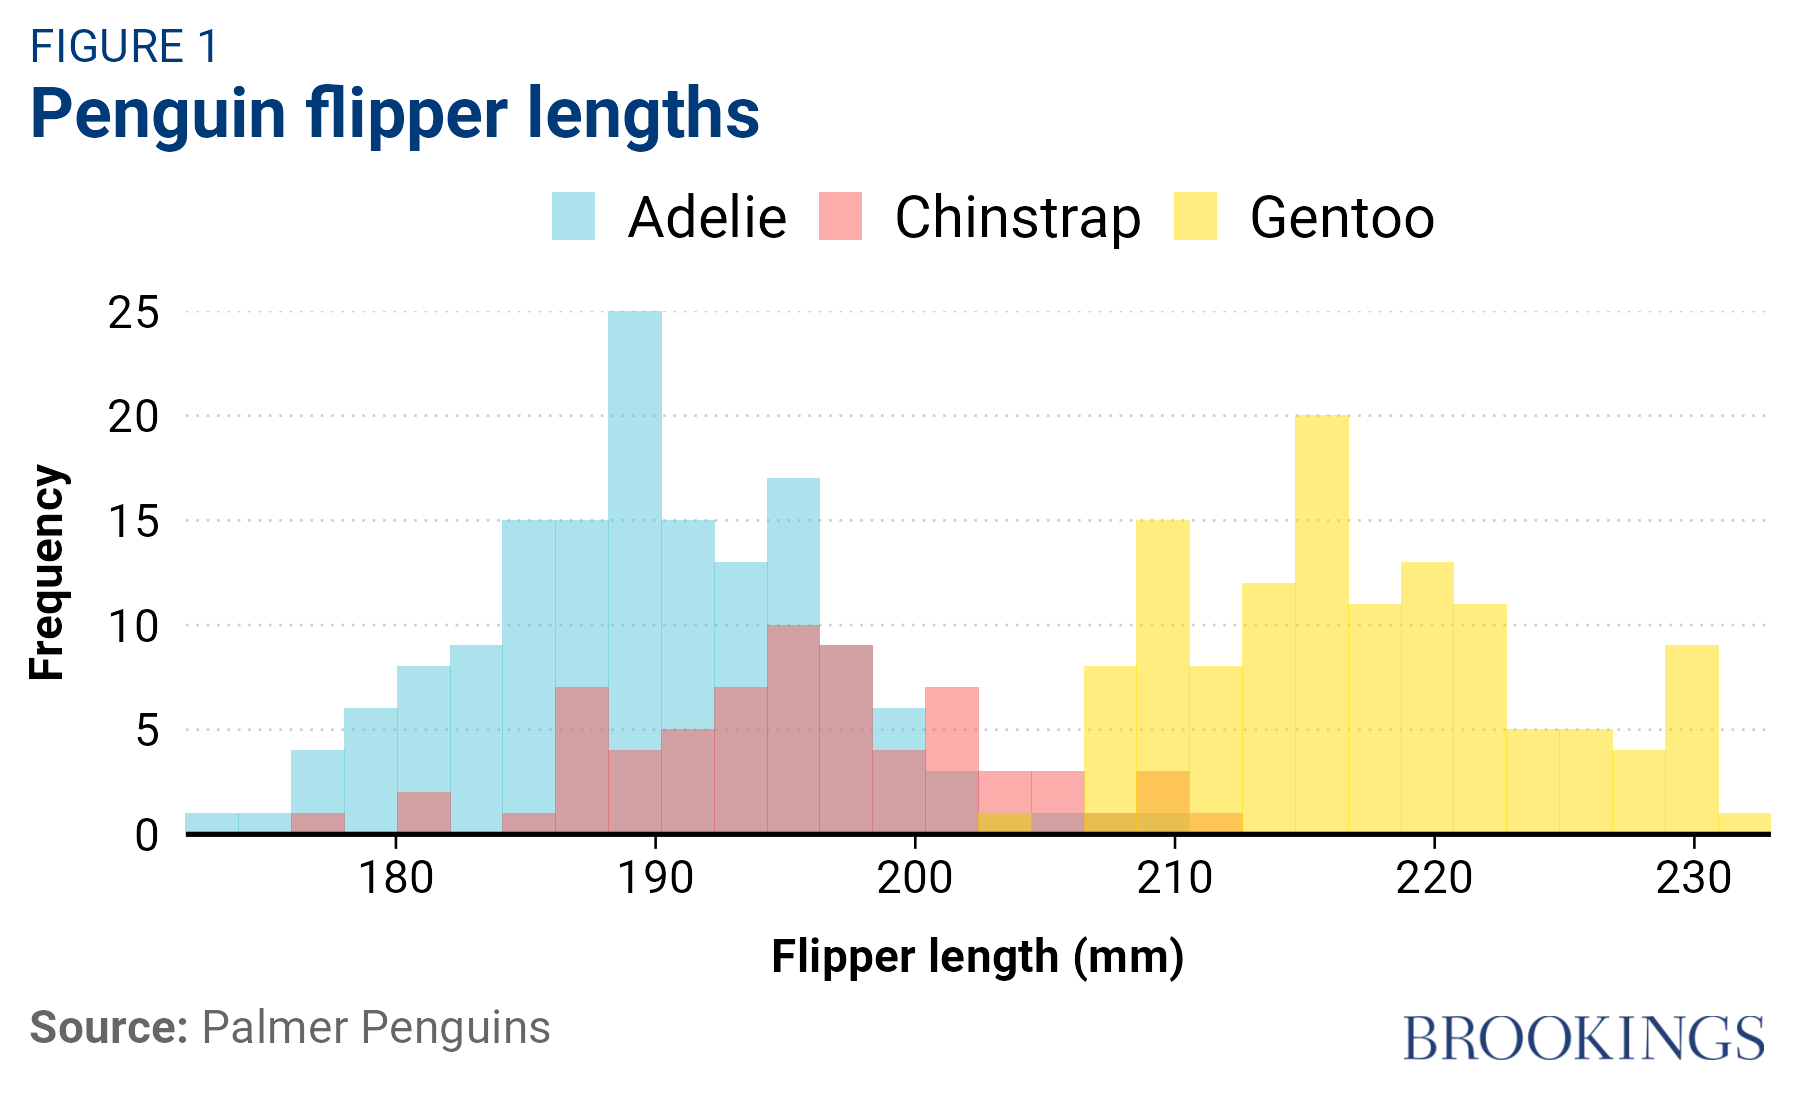 FIGURE 1
Penguin flipper lengths
Adelie Chinstrap Gentoo
25
20
15
10
5
0
Frequency
180 190 200 210 220 230
Flipper length (mm)
Source: Palmer Penguins
BROOKINGS